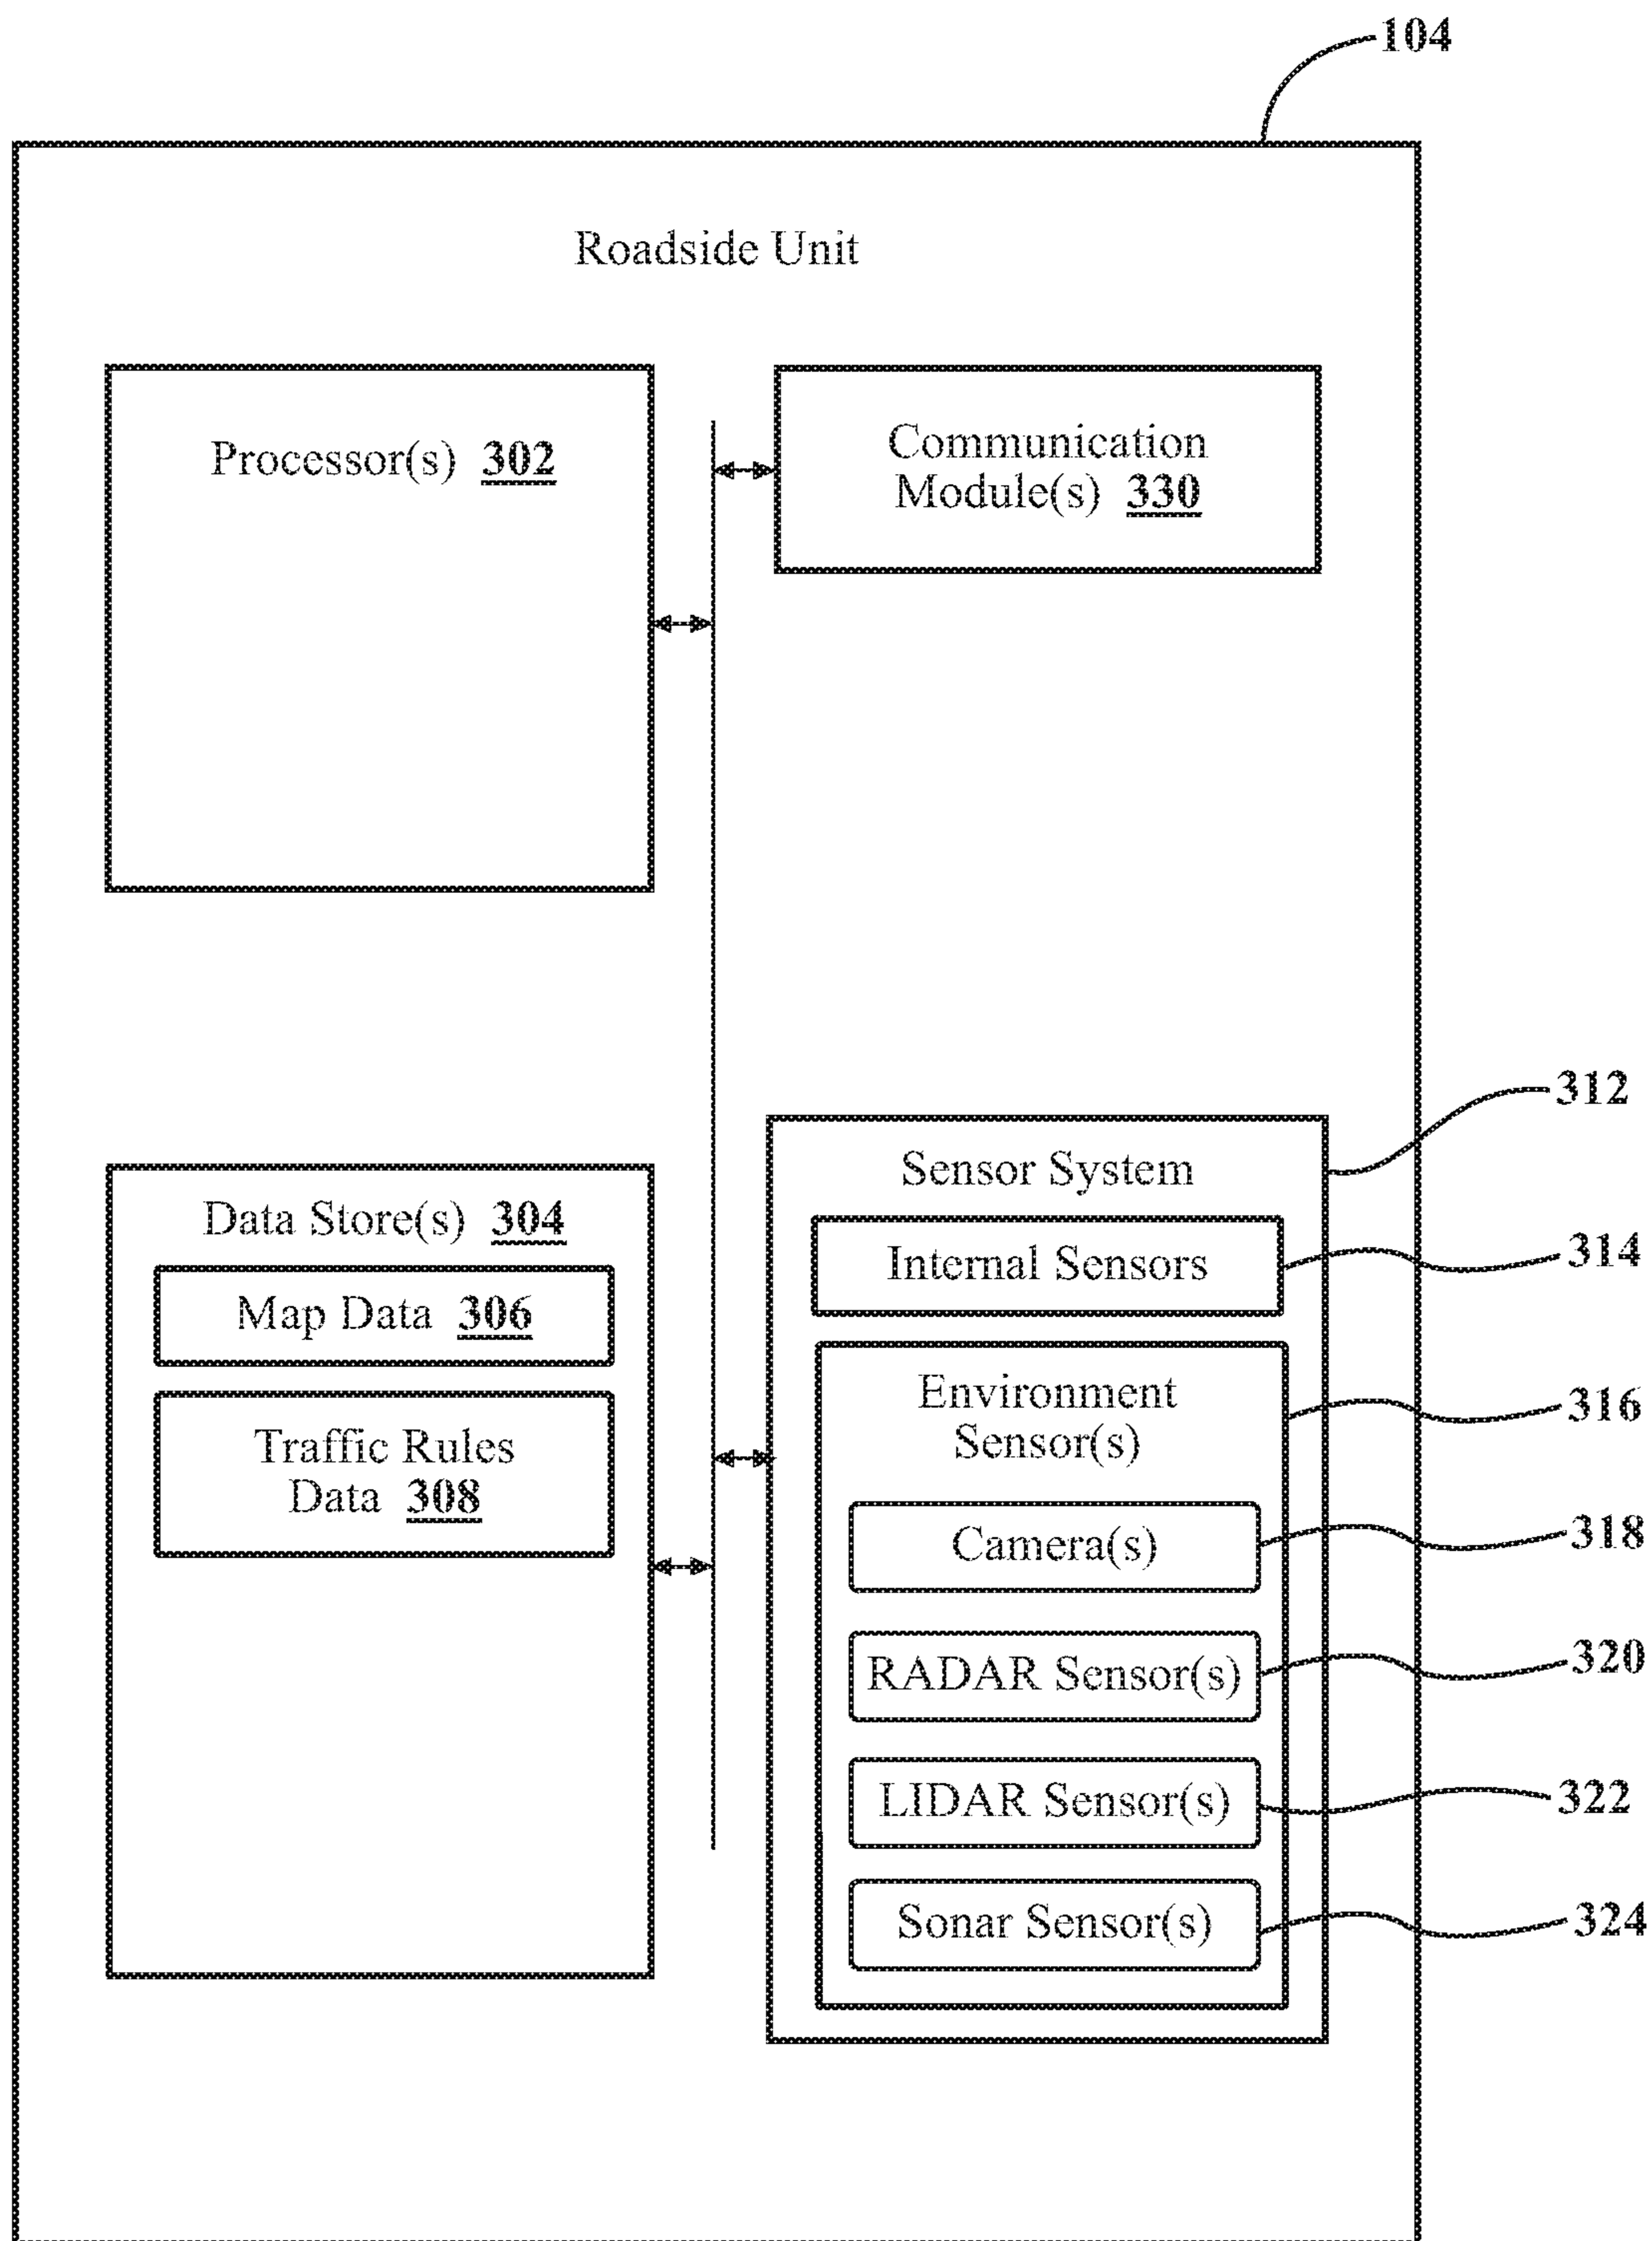 104
Roadside Unit
Processor(s) 302
Communication
Module(s) 330
312
Sensor System
Data Store(s) 304
Internal Sensors
314
Map Data 306
Environment
Sensor(s)
316
Traffic Rules
Data 308
Camera(s)
318
RADAR Sensor(s)
320
LIDAR Sensor(s)
322
Sonar Sensor(s)
324